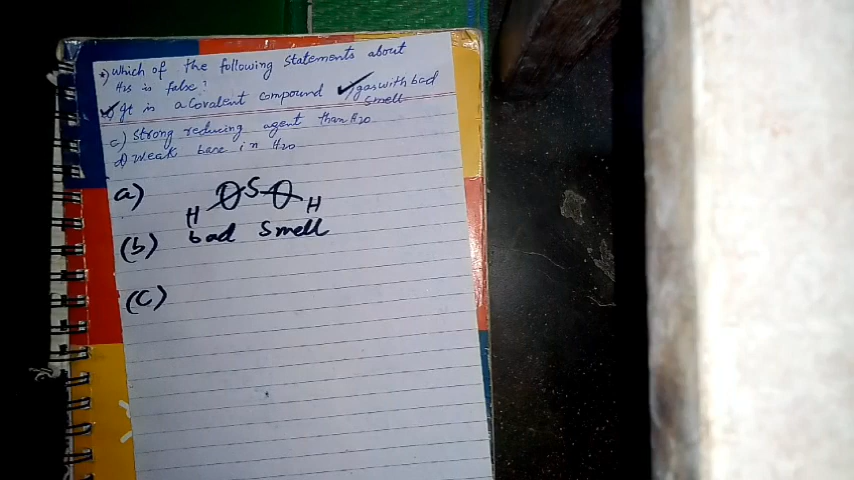 *) which of the following Statements about
H2s is false?
a) It is a Covalent compound b) gas with bad
Smell
c) Strong reducing agent than H2o
d) Weak base in H2o
a) H S H
(b) bad Smell
(C)